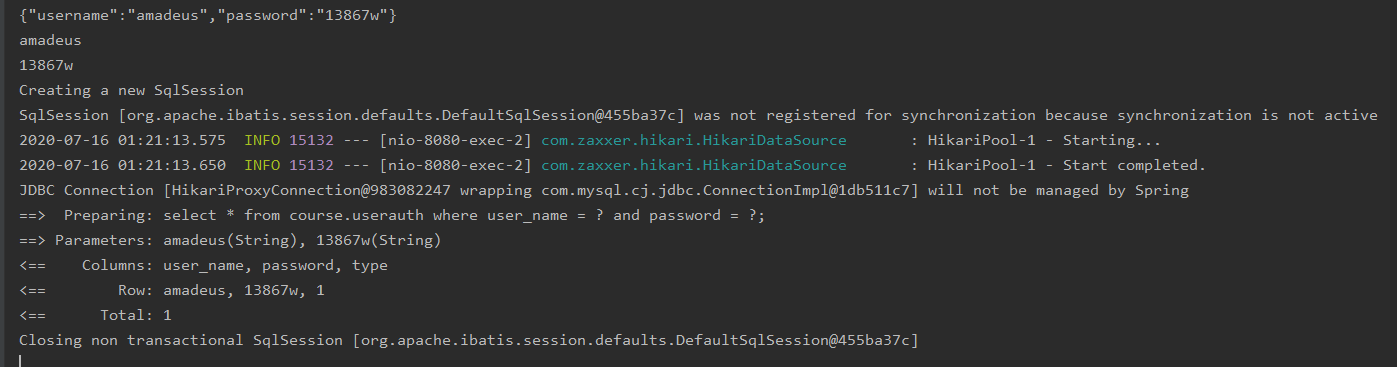 {"username":"amadeus","password":"13867w"}
amadeus
13867w
Creating a new SqlSession
SqlSession [org.apache.ibatis.session.defaults.DefaultSqlSession@455ba37c] was not registered for synchronization because synchronization is not active
2020-07-16 01:21:13.575  INFO 15132 --- [nio-8080-exec-2] com.zaxxer.hikari.HikariDataSource       : HikariPool-1 - Starting...
2020-07-16 01:21:13.650  INFO 15132 --- [nio-8080-exec-2] com.zaxxer.hikari.HikariDataSource       : HikariPool-1 - Start completed.
JDBC Connection [HikariProxyConnection@983082247 wrapping com.mysql.cj.jdbc.ConnectionImpl@1db511c7] will not be managed by Spring
==>  Preparing: select * from course.userauth where user_name = ? and password = ?;
==> Parameters: amadeus(String), 13867w(String)
<==    Columns: user_name, password, type
<==        Row: amadeus, 13867w, 1
<==      Total: 1
Closing non transactional SqlSession [org.apache.ibatis.session.defaults.DefaultSqlSession@455ba37c]